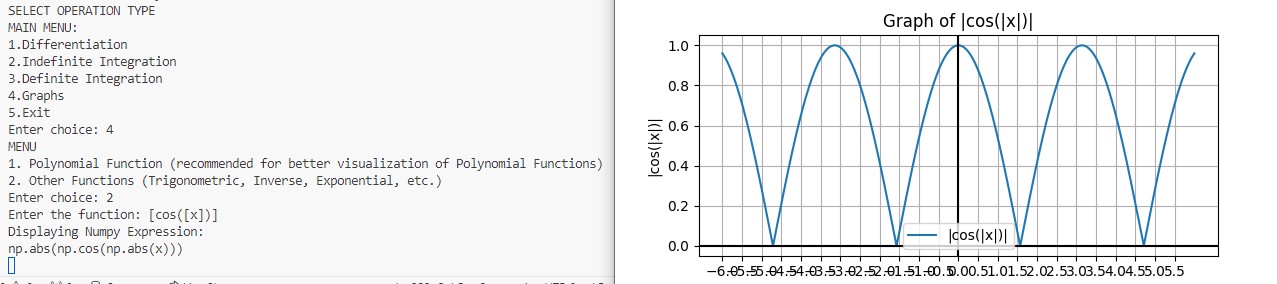 SELECT OPERATION TYPE
MAIN MENU:
1.Differentiation
2.Indefinite Integration
3.Definite Integration
4.Graphs
5.Exit
Enter choice: 4
MENU
1. Polynomial Function (recommended for better visualization of Polynomial Functions)
2. Other Functions (Trigonometric, Inverse, Exponential, etc.)
Enter choice: 2
Enter the function: [cos([x])]
Displaying Numpy Expression:
np.abs(np.cos(np.abs(x)))
Graph of |cos(|x|)|
|cos(|x|)|
1.0
0.8
0.6
0.4
0.2
0.0
|cos(|x|)|